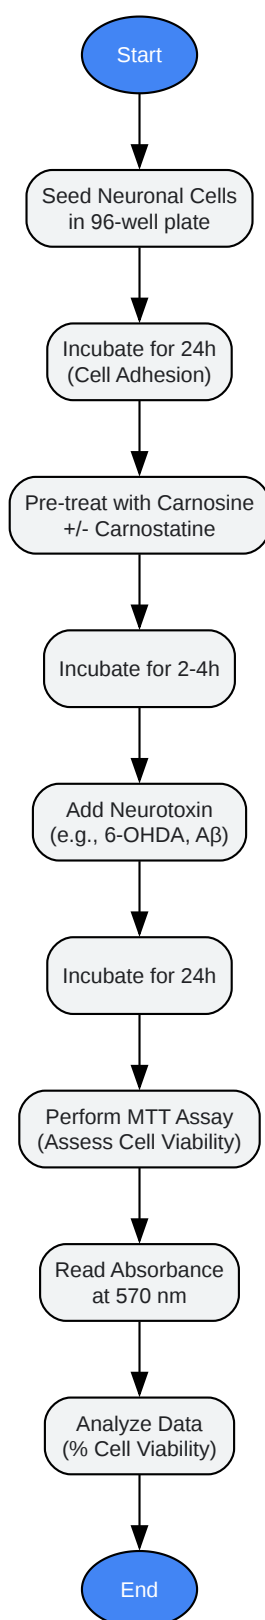 Start
Seed Neuronal Cells
in 96-well plate
Incubate for 24h
(Cell Adhesion)
Pre-treat with Carnosine
+/- Carnostatine
Incubate for 2-4h
Add Neurotoxin
(e.g., 6-OHDA, Aβ)
Incubate for 24h
Perform MTT Assay
(Assess Cell Viability)
Read Absorbance
at 570 nm
Analyze Data
(% Cell Viability)
End